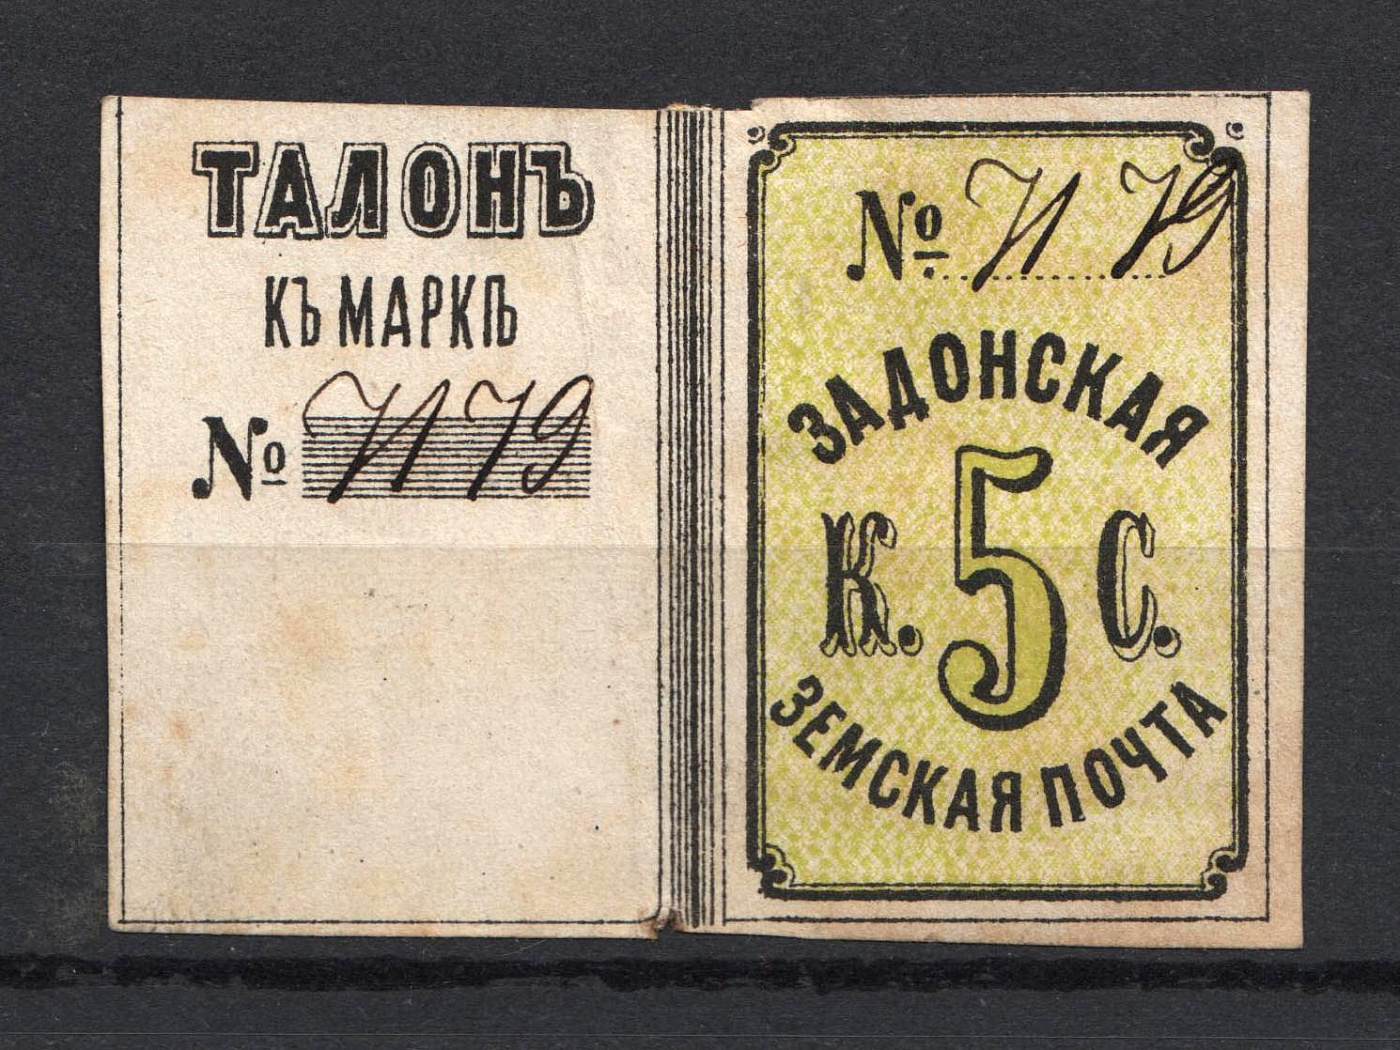 ТАЛОНЪ
КЪ МАРКѢ
№ 7179
№ 7179
ЗАДОНСКАЯ
К. 5 С.
ЗЕМСКАЯ ПОЧТА